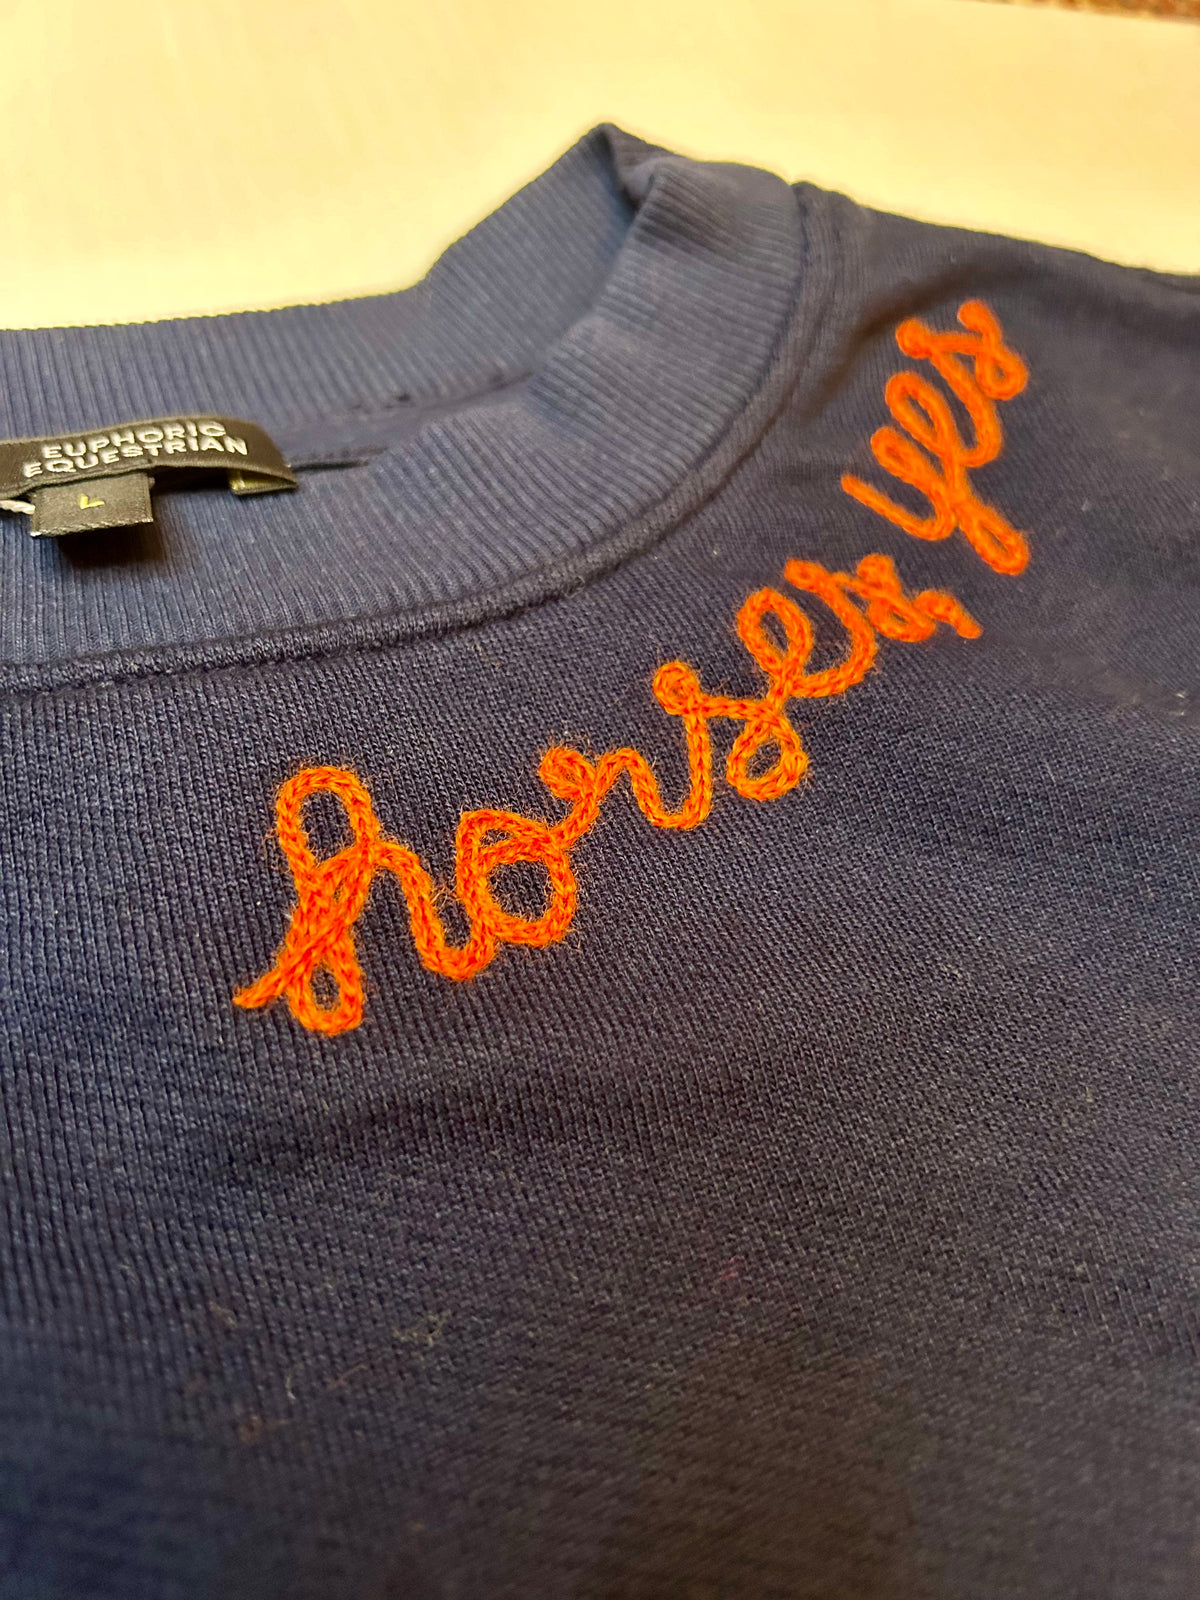 EUPHORIC
EQUESTRIAN
L
horses, yes